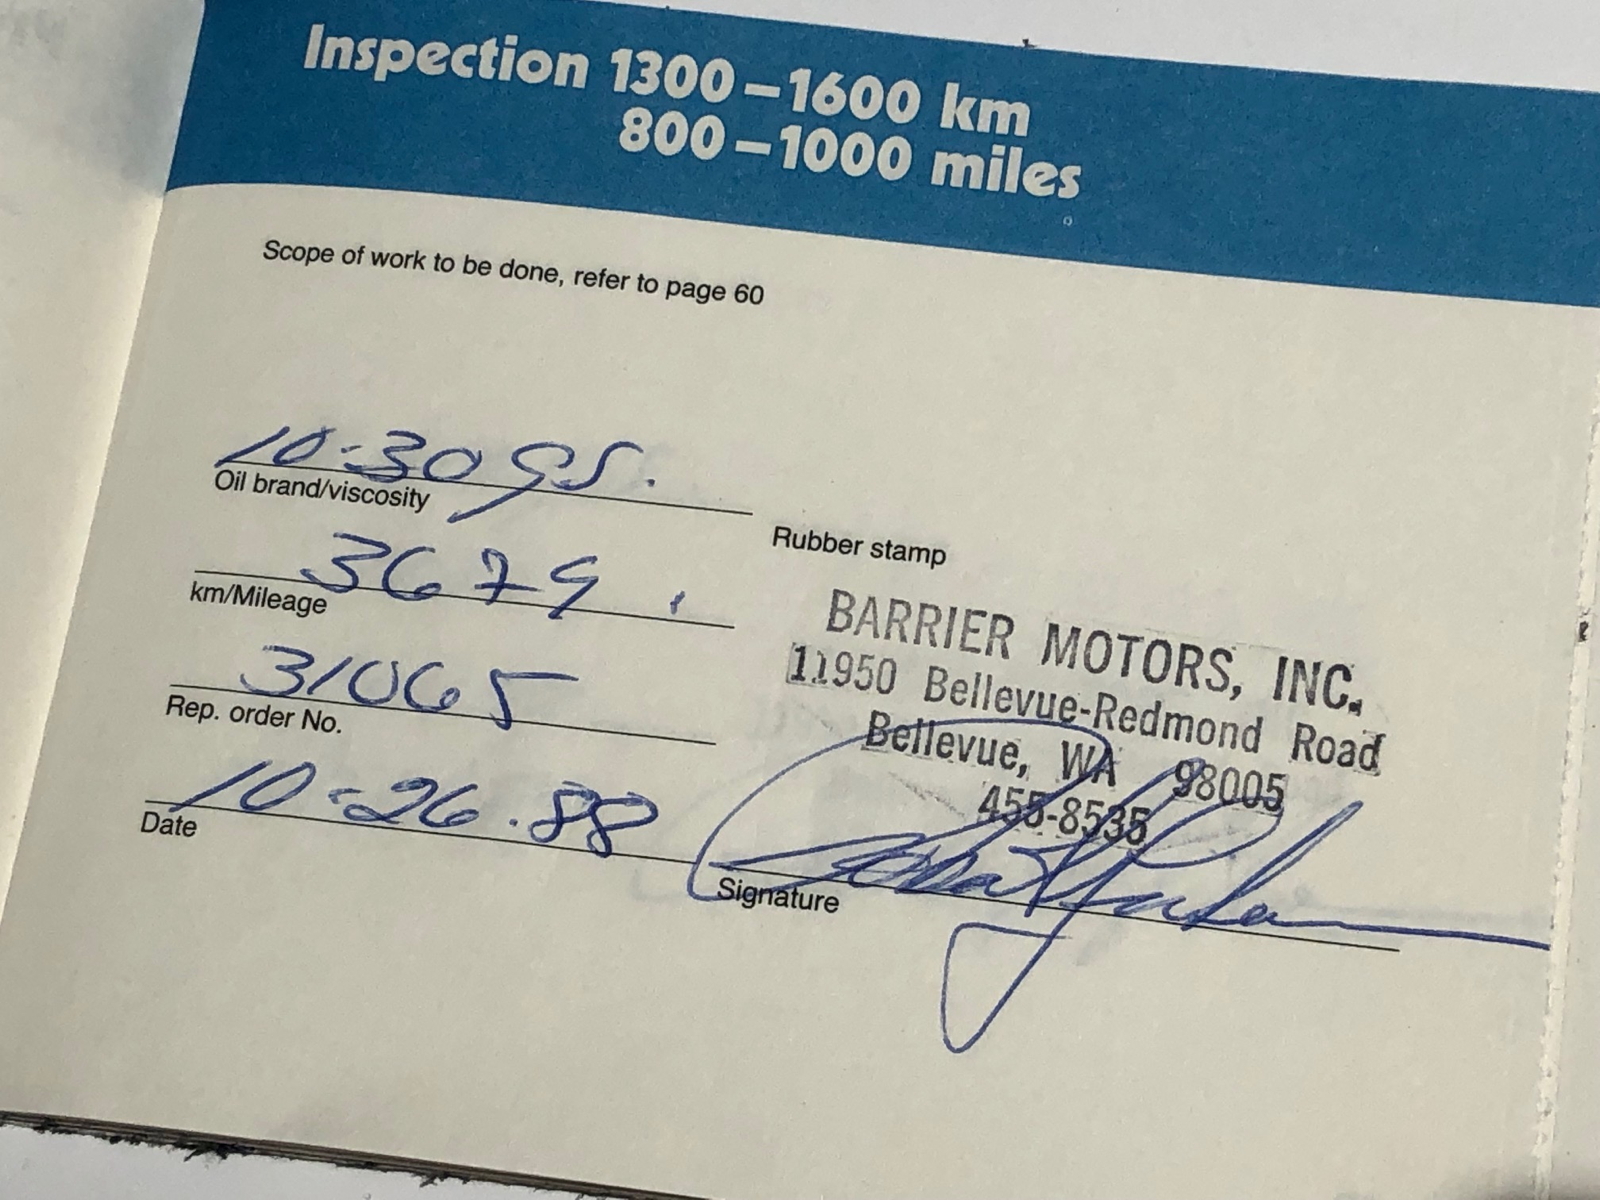 Inspection 1300–1600 km
800–1000 miles
Scope of work to be done, refer to page 60
10-30
Oil brand/viscosity
3679
km/Mileage
31065
Rep. order No.
10-26.88
Date
Rubber stamp
BARRIER MOTORS, INC.
11950 Bellevue-Redmond Road
Bellevue, WA 98005
455-8535
Signature